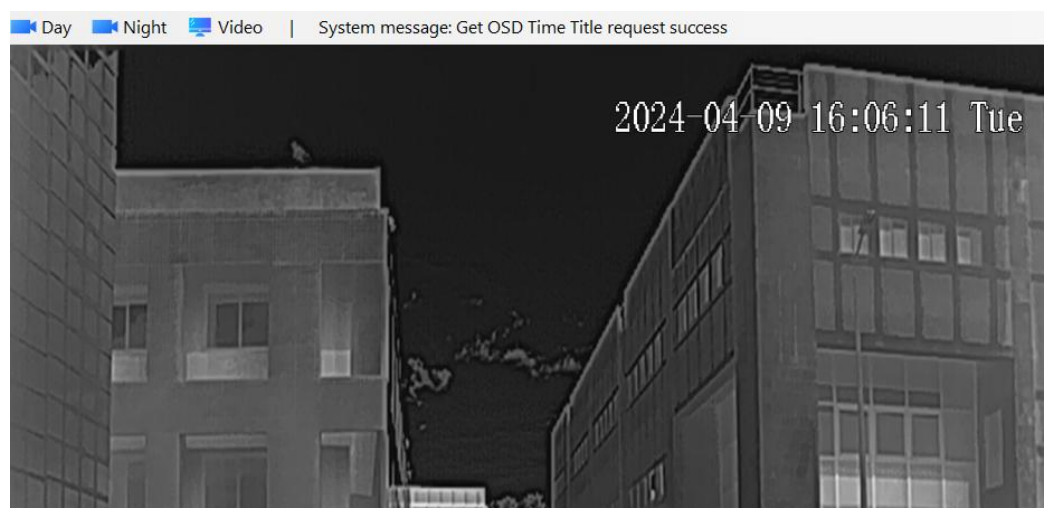 Day Night Video | System message: Get OSD Time Title request success
2024-04-09 16:06:11 Tue